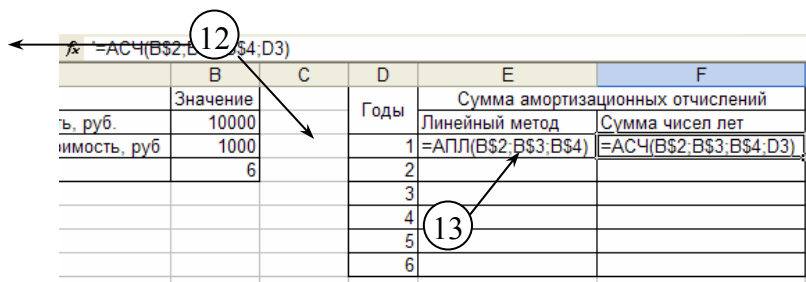 12
fx '=АСЧ(B$2;B $4;D3)
B C D E F
Значение Годы Сумма амортизационных отчислений
ь, руб. 10000 Линейный метод Сумма чисел лет
имость, руб 1000 1 =АПЛ(B$2;B$3;B$4) =АСЧ(B$2;B$3;B$4;D3)
6 2
3
4
13
5
6